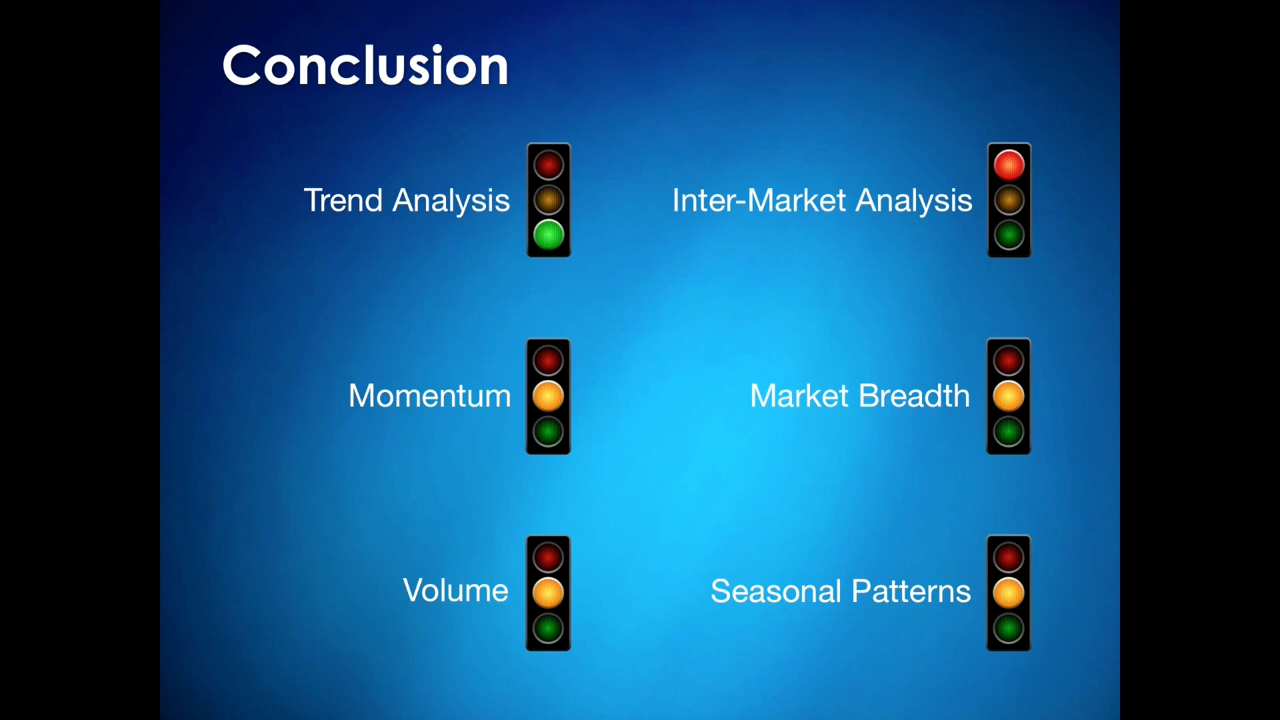 Conclusion
Trend Analysis
Inter-Market Analysis
Momentum
Market Breadth
Volume
Seasonal Patterns